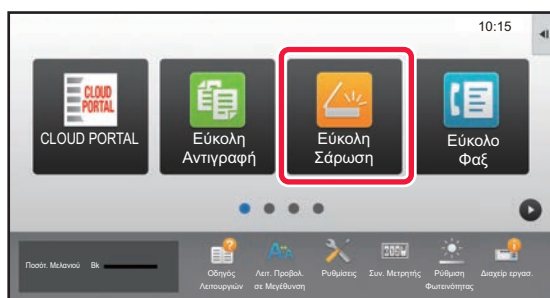 10:15
CLOUD
PORTAL
CLOUD PORTAL
Εύκολη
Αντιγραφή
Εύκολη
Σάρωση
Εύκολο
Φαξ
Ποσότ. Μελανιού Bk
Οδηγός
Λειτουργιών
Λειτ. Προβολ.
σε Μεγέθυνση
Ρυθμίσεις
Συν. Μετρητής
Ρύθμιση
Φωτεινότητας
Διαχείρ εργασ.